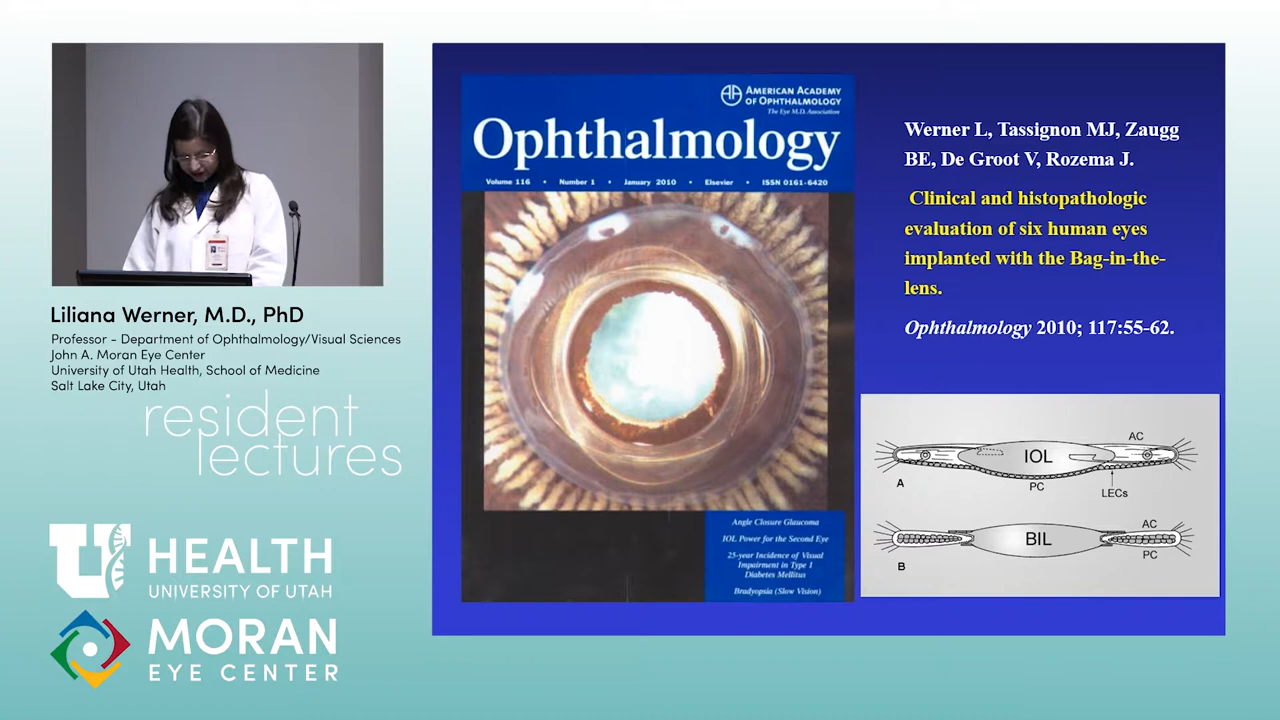 Liliana Werner, M.D., PhD
Professor - Department of Ophthalmology/Visual Sciences
John A. Moran Eye Center
University of Utah Health, School of Medicine
Salt Lake City, Utah
resident
lectures
U
HEALTH
UNIVERSITY OF UTAH
MORAN
EYE CENTER
AMERICAN ACADEMY
OF OPHTHALMOLOGY
The Eye M.D. Association
Ophthalmology
Volume 116 • Number 1 • January 2010 • Elsevier • ISSN 0161-6420
Angle Closure Glaucoma
IOL Power for the Second Eye
25-year Incidence of Visual
Impairment in Type 1
Diabetes Mellitus
Bradyopsia (Slow Vision)
Werner L, Tassignon MJ, Zaugg
BE, De Groot V, Rozema J.
Clinical and histopathologic
evaluation of six human eyes
implanted with the Bag-in-the-
lens.
Ophthalmology 2010; 117:55-62.
AC
IOL
PC
LECs
A
AC
BIL
PC
B